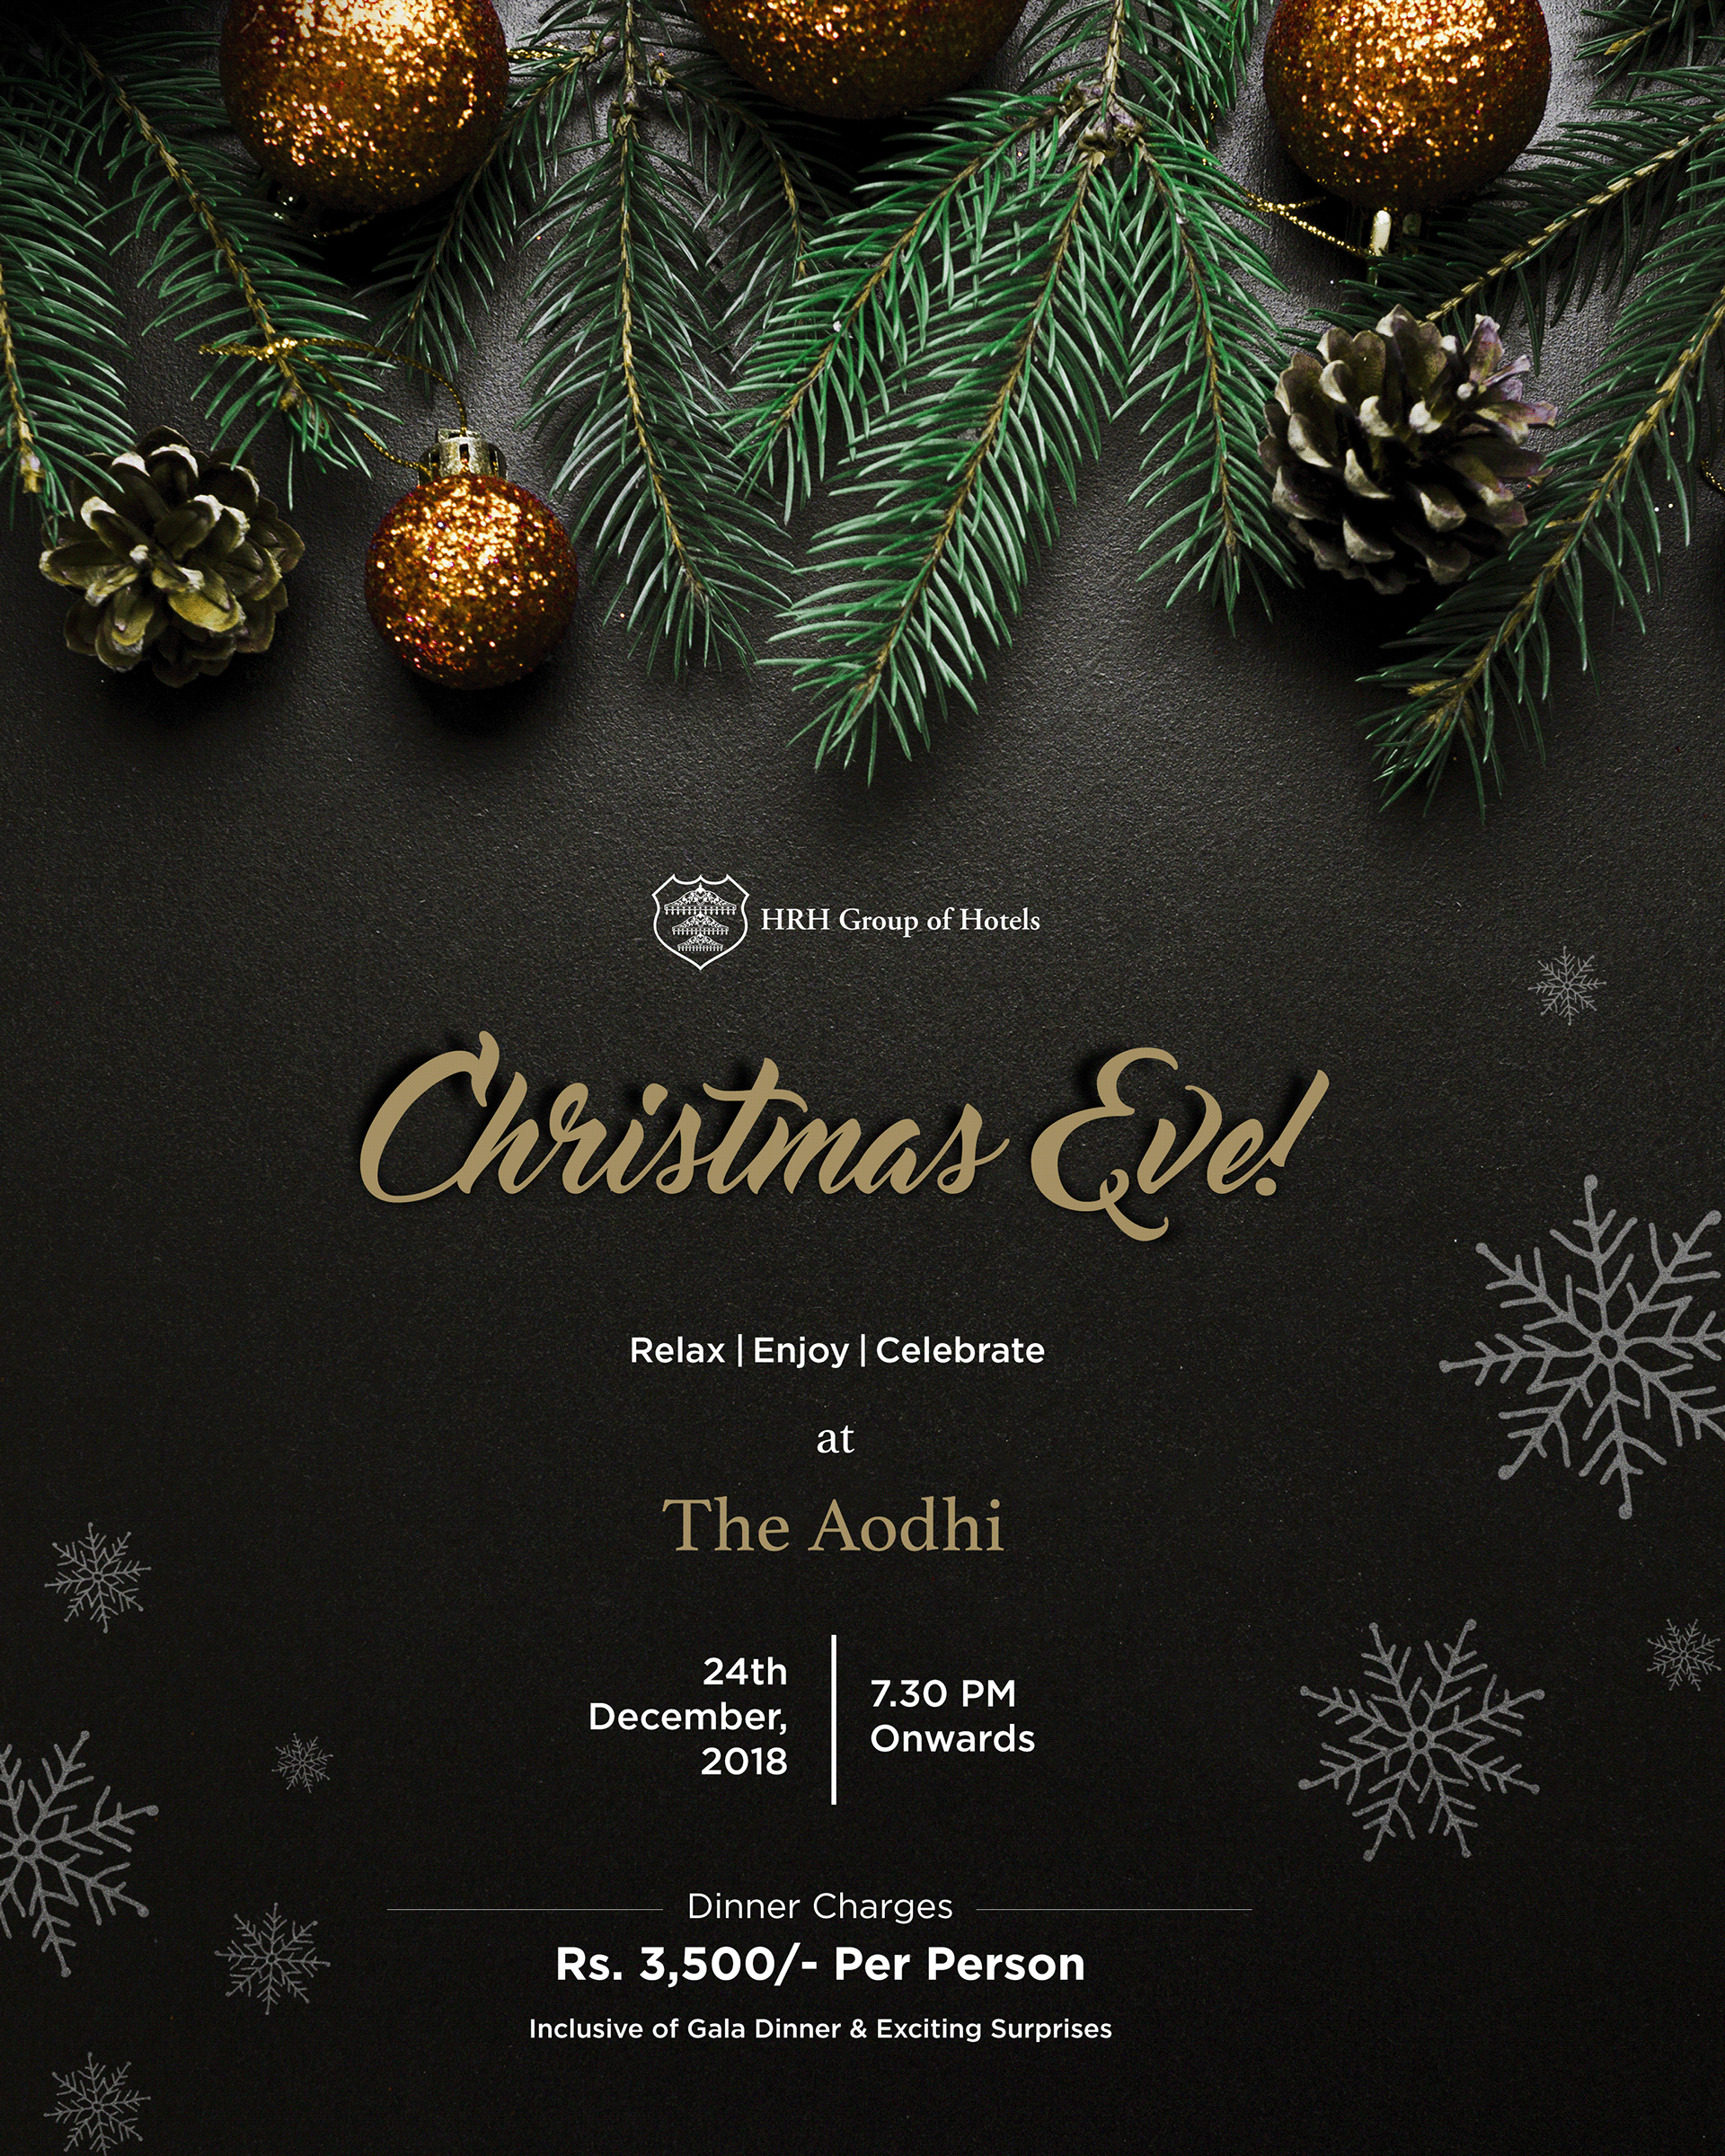 HRH Group of Hotels
Christmas Eve!
Relax | Enjoy | Celebrate
at
The Aodhi
24th
December,
2018
7.30 PM
Onwards
Dinner Charges
Rs. 3,500/- Per Person
Inclusive of Gala Dinner & Exciting Surprises